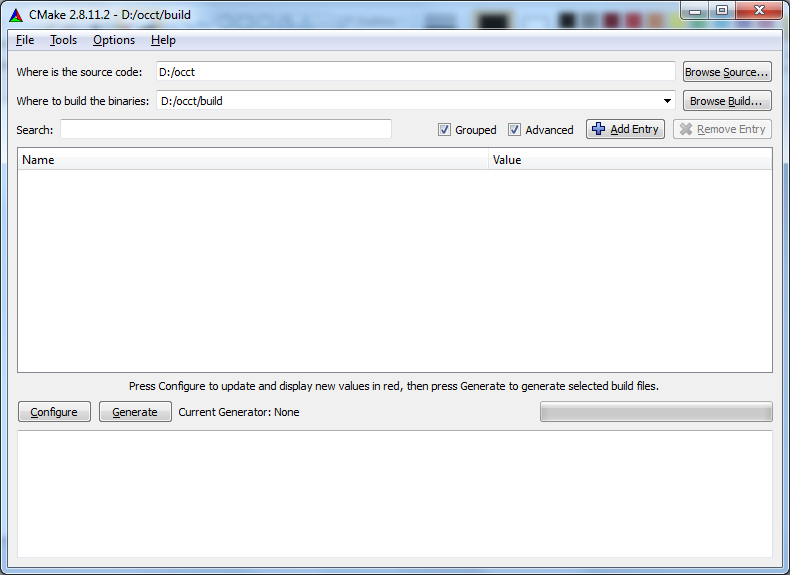 CMake 2.8.11.2 - D:/occt/build
File Tools Options Help
Where is the source code: D:/occt Browse Source...
Where to build the binaries: D:/occt/build Browse Build...
Search: Grouped Advanced Add Entry Remove Entry
Name Value
Press Configure to update and display new values in red, then press Generate to generate selected build files.
Configure Generate Current Generator: None